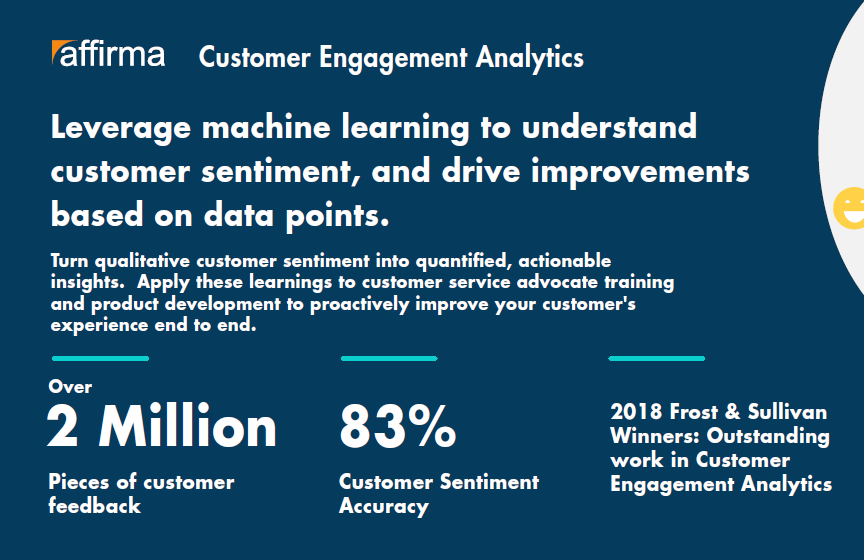 affirma
Customer Engagement Analytics
Leverage machine learning to understand
customer sentiment, and drive improvements
based on data points.
Turn qualitative customer sentiment into quantified, actionable
insights.  Apply these learnings to customer service advocate training
and product development to proactively improve your customer's
experience end to end.
Over
2 Million
Pieces of customer
feedback
83%
Customer Sentiment
Accuracy
2018 Frost & Sullivan
Winners: Outstanding
work in Customer
Engagement Analytics